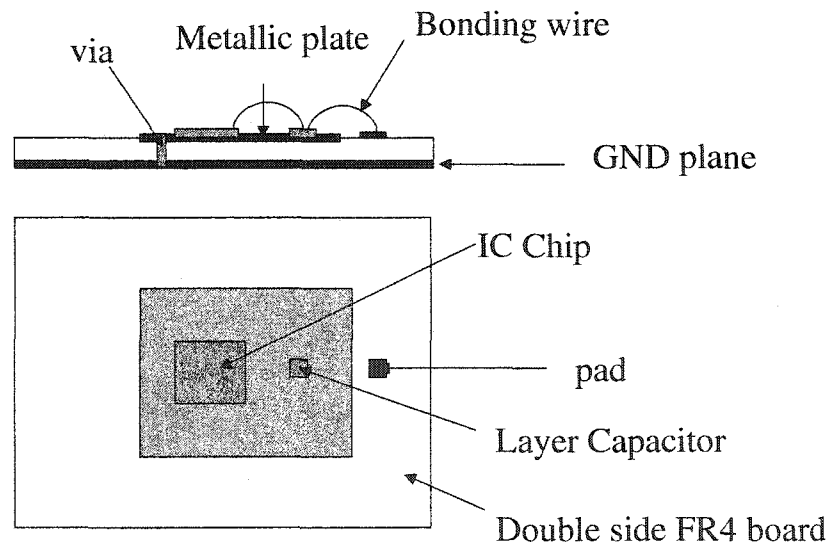 Bonding wire
Metallic plate
via
GND plane
IC Chip
pad
Layer Capacitor
Double side FR4 board